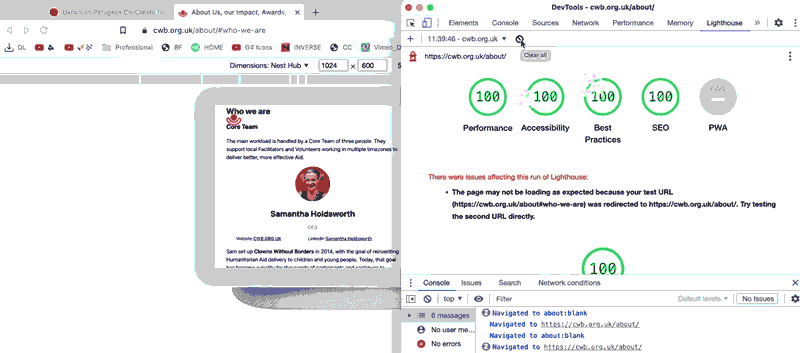 Ukrainian Refugees Co-Create
About Us, our Impact, Awards,
cwb.org.uk/about/#who-we-are
YouTube
DL
Pathfinder
BF
HOME
G4 Icons
INVERSE
CC
Vimeo
Dimensions: Nest Hub
1024
×
600
Who we are
Core Team
The main workload is handled by a Core Team of three people. They
support local Facilitators and Volunteers working in multiple timezones to
deliver better, more effective Aid.
Samantha Holdsworth
CEO
Website CWB.ORG.UK
Linkedin Samantha Holdsworth
Sam set up Clowns Without Borders in 2014, with the goal of reinventing
Humanitarian Aid delivery to children and young people. Today, that goal
has become a reality for the
DevTools - cwb.org.uk/about/
Elements
Console
Sources
Network
Performance
Memory
Lighthouse
11:39:46 - cwb.org.uk
Clear all
https://cwb.org.uk/about/
100
100
100
100
Performance
Accessibility
Best
Practices
SEO
PWA
There were issues affecting this run of Lighthouse:
The page may not be loading as expected because your test URL
(https://cwb.org.uk/about#who-we-are) was redirected to https://cwb.org.uk/about/. Try testing
the second URL directly.
100
Console
Issues
Search
Network conditions
top
Filter
Default levels
No Issues
6 messages
No user me...
No errors
2 Navigated to about:blank
Navigated to https://cwb.org.uk/about/
Navigated to about:blank
2 Navigated to https://cwb.org.uk/about/